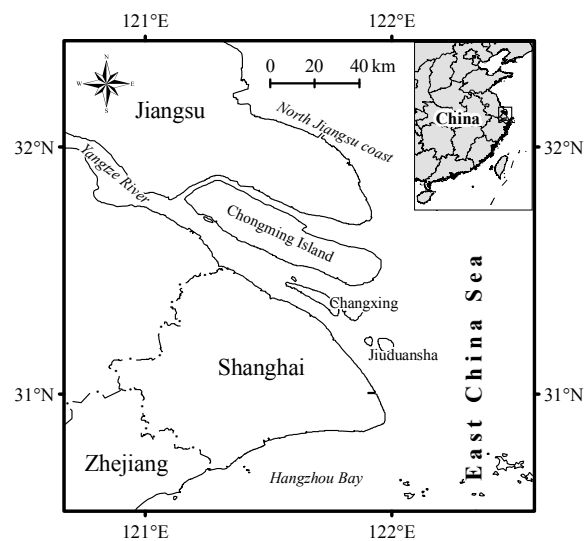 121°E
122°E
N
W
E
S
0 20 40 km
Jiangsu
North Jiangsu coast
China
32°N
32°N
Yangtze River
Chongming Island
Changxing
Jiuduansha
Shanghai
East China Sea
31°N
31°N
Zhejiang
Hangzhou Bay
121°E
122°E